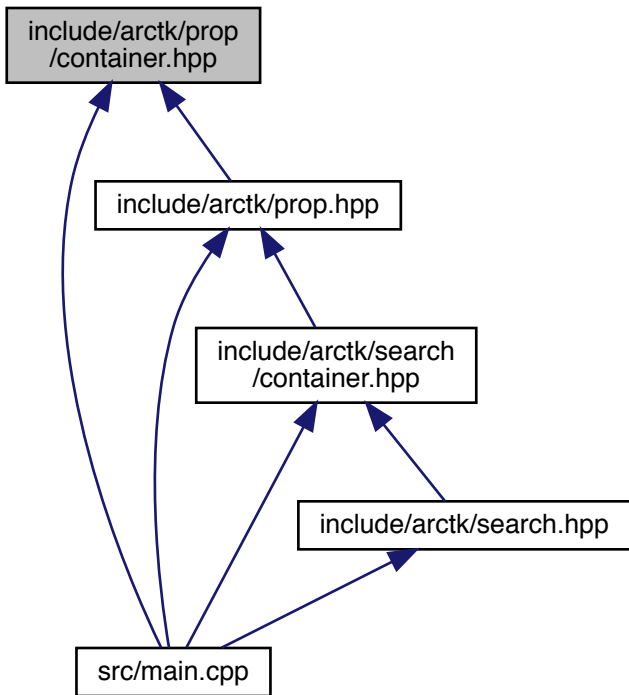 include/arctk/prop
/container.hpp
include/arctk/prop.hpp
include/arctk/search
/container.hpp
include/arctk/search.hpp
src/main.cpp